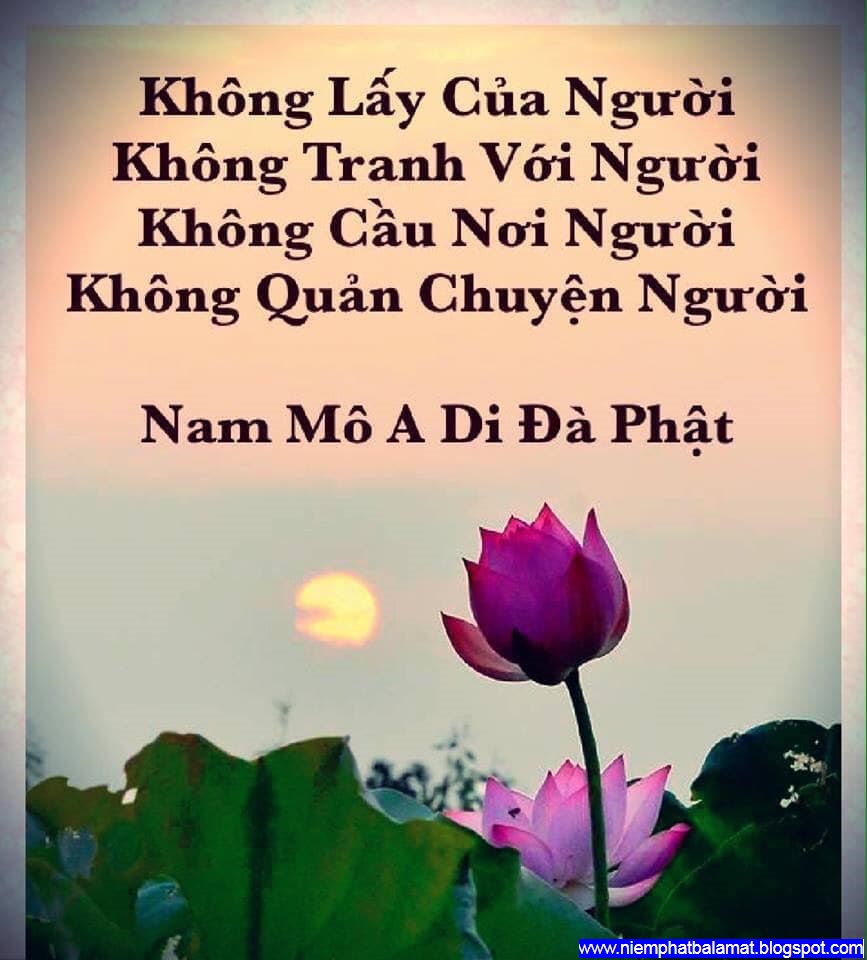 Không Lấy Của Người
Không Tranh Với Người
Không Cầu Nơi Người
Không Quản Chuyện Người
Nam Mô A Di Đà Phật
www.niemphatbalamat.blogspot.com